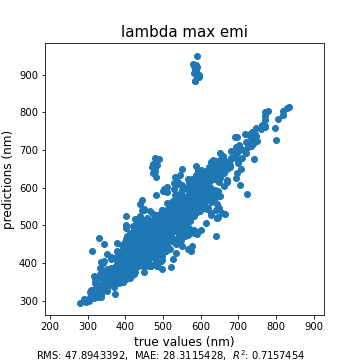 lambda max emi
predictions (nm)
900
800
700
600
500
400
300
200 300 400 500 600 700 800 900
true values (nm)
RMS: 47.8943392, MAE: 28.3115428, R²: 0.7157454